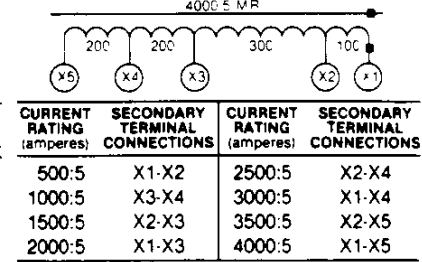 4000:5 MR
200 200 300 100
X5 X4 X3 X2 X1
CURRENT RATING (amperes) SECONDARY TERMINAL CONNECTIONS CURRENT RATING (amperes) SECONDARY TERMINAL CONNECTIONS
500:5 X1-X2 2500:5 X2-X4
1000:5 X3-X4 3000:5 X1-X4
1500:5 X2-X3 3500:5 X2-X5
2000:5 X1-X3 4000:5 X1-X5